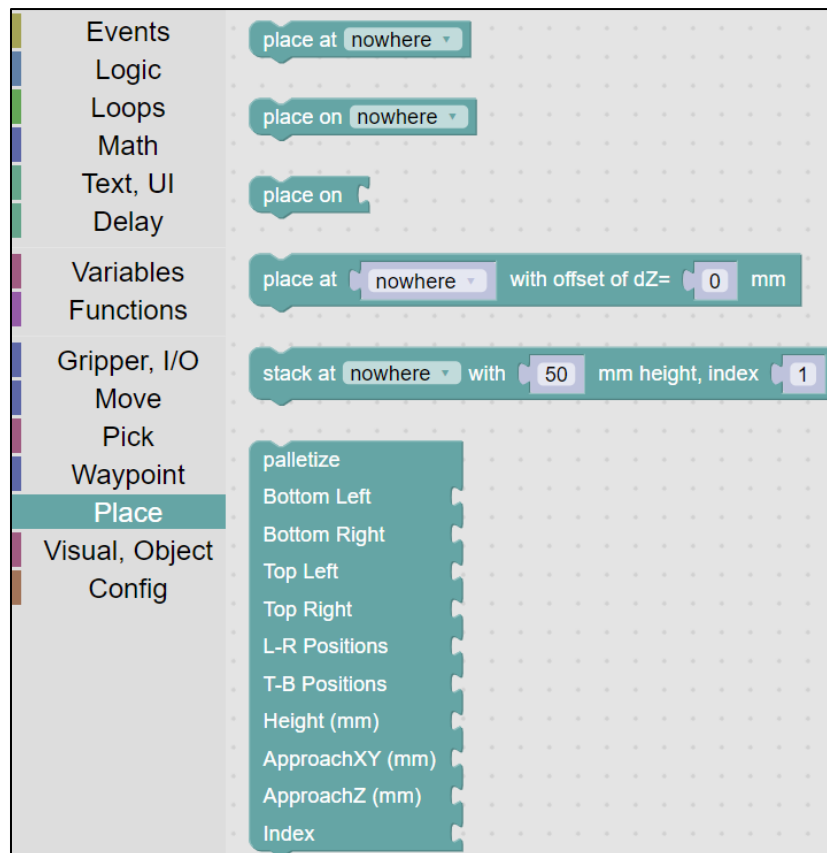 Events
Logic
Loops
Math
Text, UI
Delay
Variables
Functions
Gripper, I/O
Move
Pick
Waypoint
Place
Visual, Object
Config
place at nowhere
place on nowhere
place on
place at nowhere with offset of dZ= 0 mm
stack at nowhere with 50 mm height, index 1
palletize
Bottom Left
Bottom Right
Top Left
Top Right
L-R Positions
T-B Positions
Height (mm)
ApproachXY (mm)
ApproachZ (mm)
Index